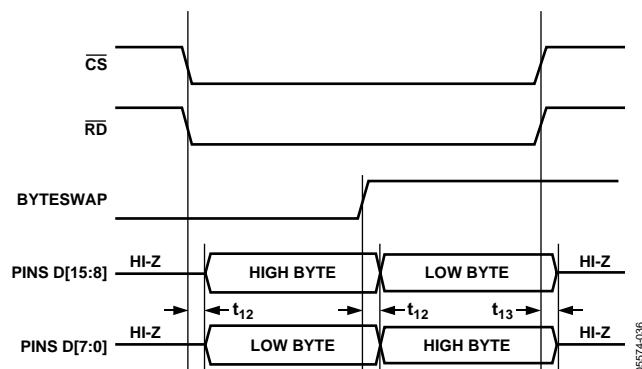 CS
RD
BYTESWAP
PINS D[15:8] HI-Z HIGH BYTE LOW BYTE HI-Z
t12 t12 t13
PINS D[7:0] HI-Z LOW BYTE HIGH BYTE HI-Z